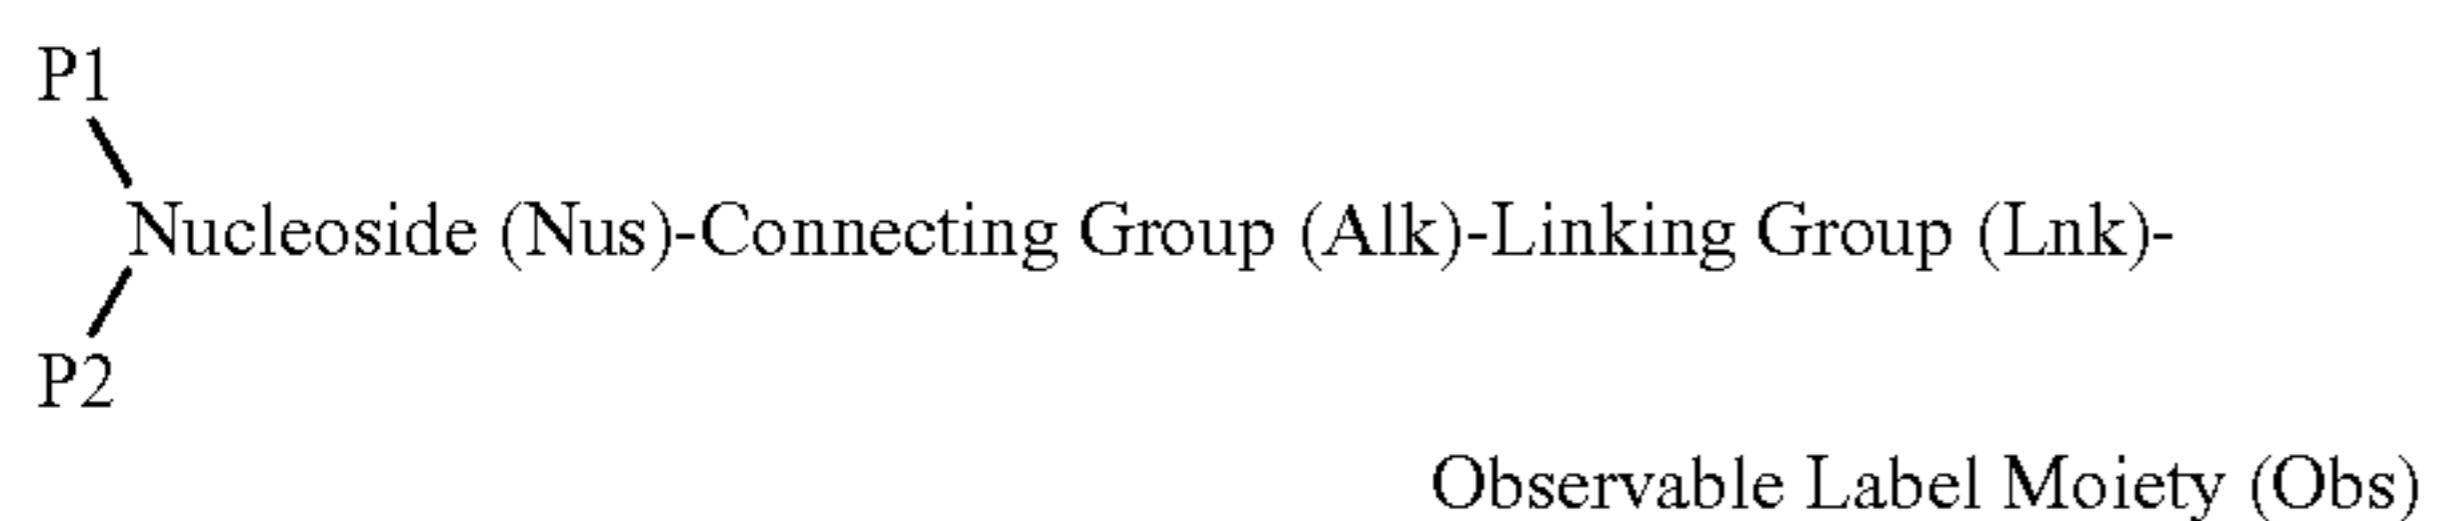 P1
Nucleoside (Nus)-Connecting Group (Alk)-Linking Group (Lnk)-
P2
Observable Label Moiety (Obs)